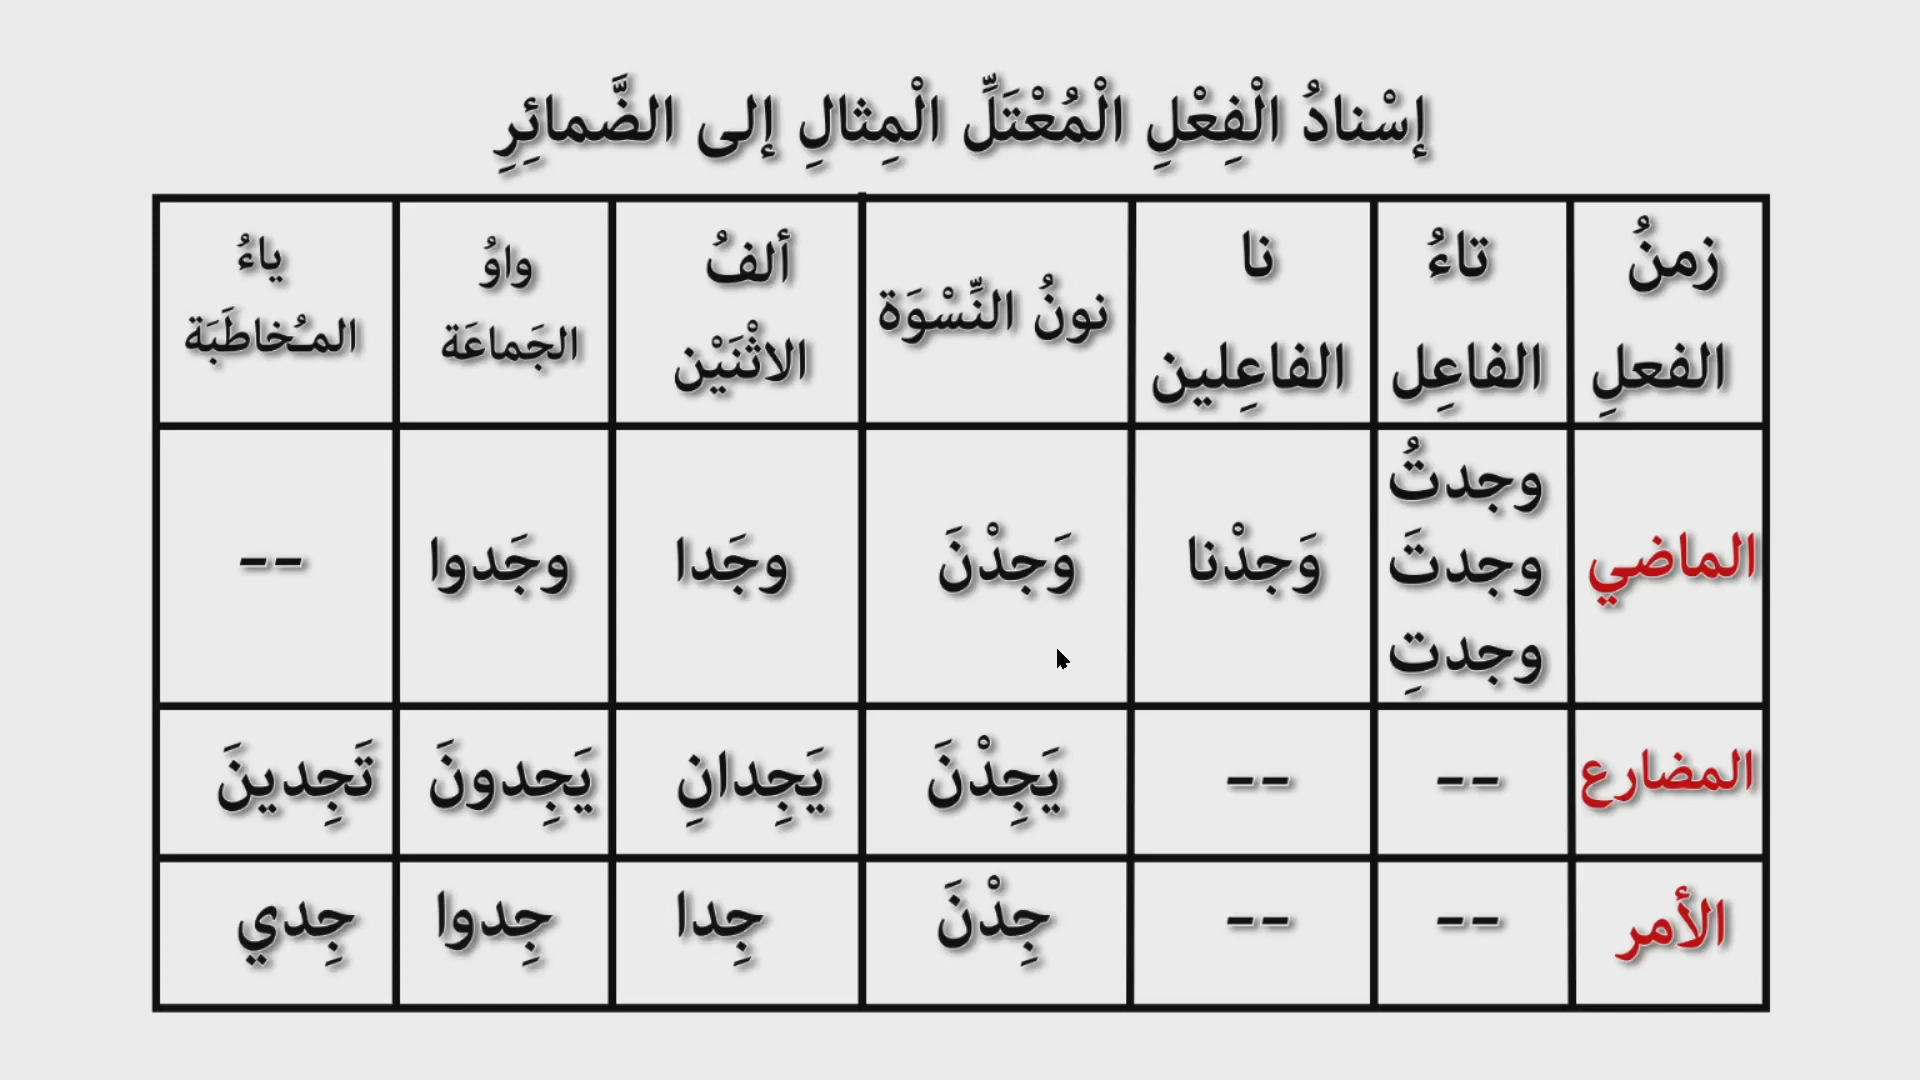 إسْنادُ الْفِعْلِ الْمُعْتَلِّ الْمِثالِ إلى الضَّمائِرِ
زمنُ الفعلِ
تاءُ الفاعِل
نا الفاعِلين
نونُ النِّسْوَة
ألفُ الاثْنَيْن
واوُ الجَماعَة
ياءُ المـُخاطَبَة
الماضي
وجدتُ
وجدتَ
وجدتِ
وَجدْنا
وَجدْنَ
وجَدا
وجَدوا
--
المضارع
--
--
يَجِدْنَ
يَجِدانِ
يَجِدونَ
تَجِدينَ
الأمر
--
--
جِدْنَ
جِدا
جِدوا
جِدي